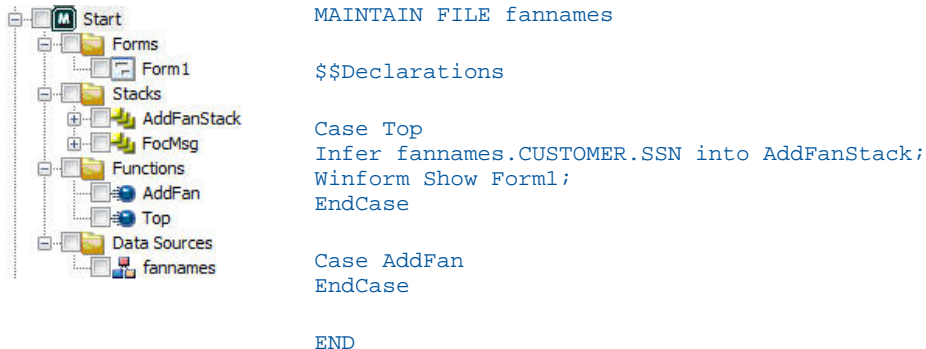 Start
Forms
Form1
Stacks
AddFanStack
FocMsg
Functions
AddFan
Top
Data Sources
fannames
MAINTAIN FILE fannames
$$Declarations
Case Top
Infer fannames.CUSTOMER.SSN into AddFanStack;
Winform Show Form1;
EndCase
Case AddFan
EndCase
END